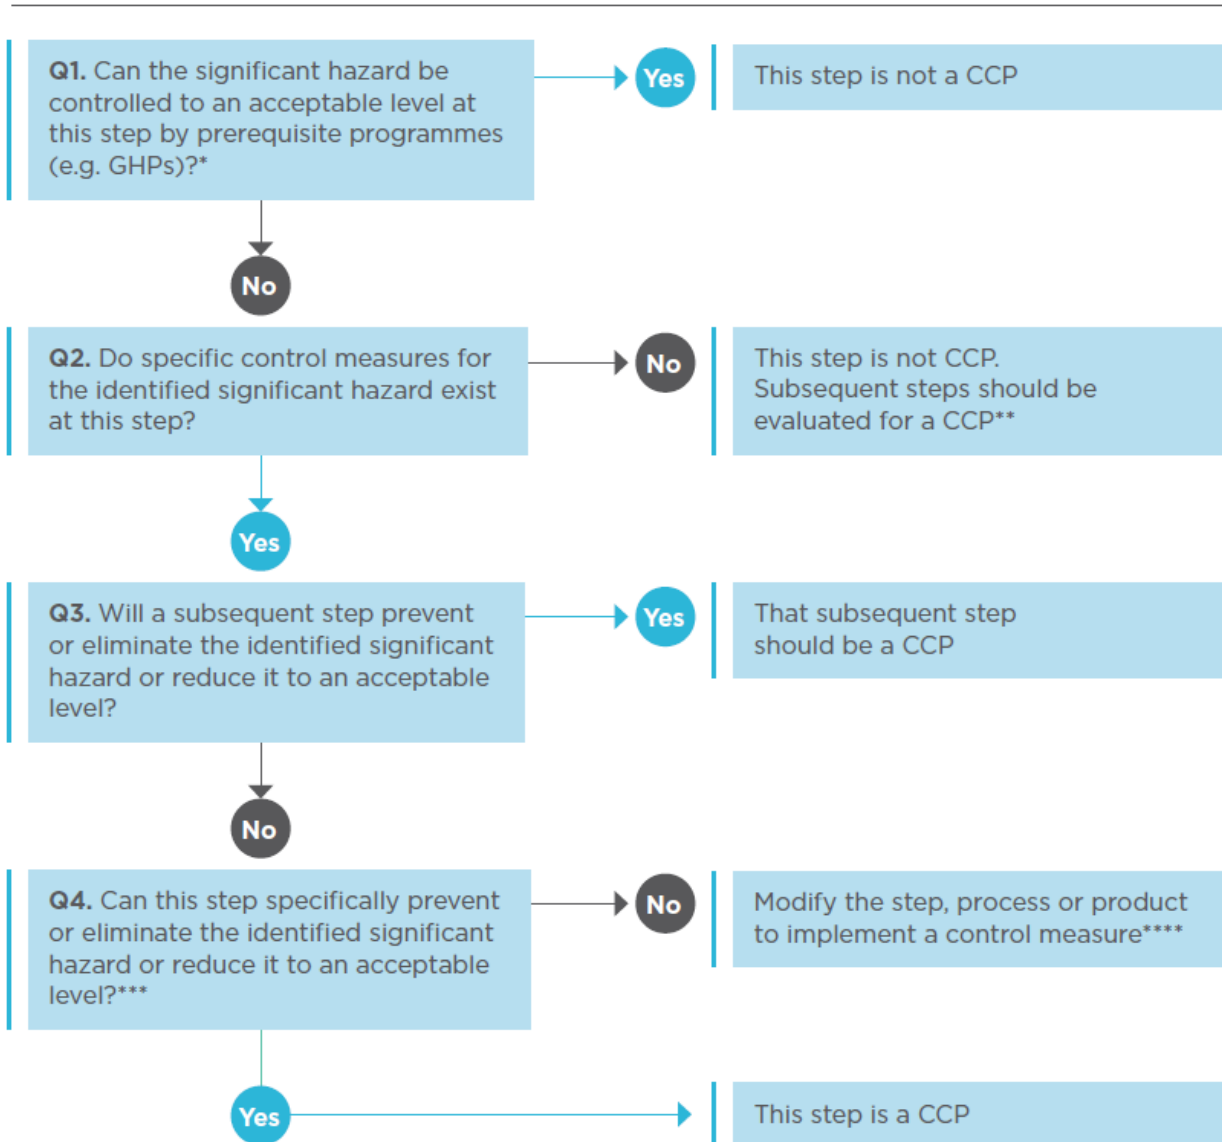 Q1. Can the significant hazard be
controlled to an acceptable level at
this step by prerequisite programmes
(e.g. GHPs)?*
Yes
This step is not a CCP
No
Q2. Do specific control measures for
the identified significant hazard exist
at this step?
No
This step is not CCP.
Subsequent steps should be
evaluated for a CCP**
Yes
Q3. Will a subsequent step prevent
or eliminate the identified significant
hazard or reduce it to an acceptable
level?
Yes
That subsequent step
should be a CCP
No
Q4. Can this step specifically prevent
or eliminate the identified significant
hazard or reduce it to an acceptable
level?***
No
Modify the step, process or product
to implement a control measure****
Yes
This step is a CCP